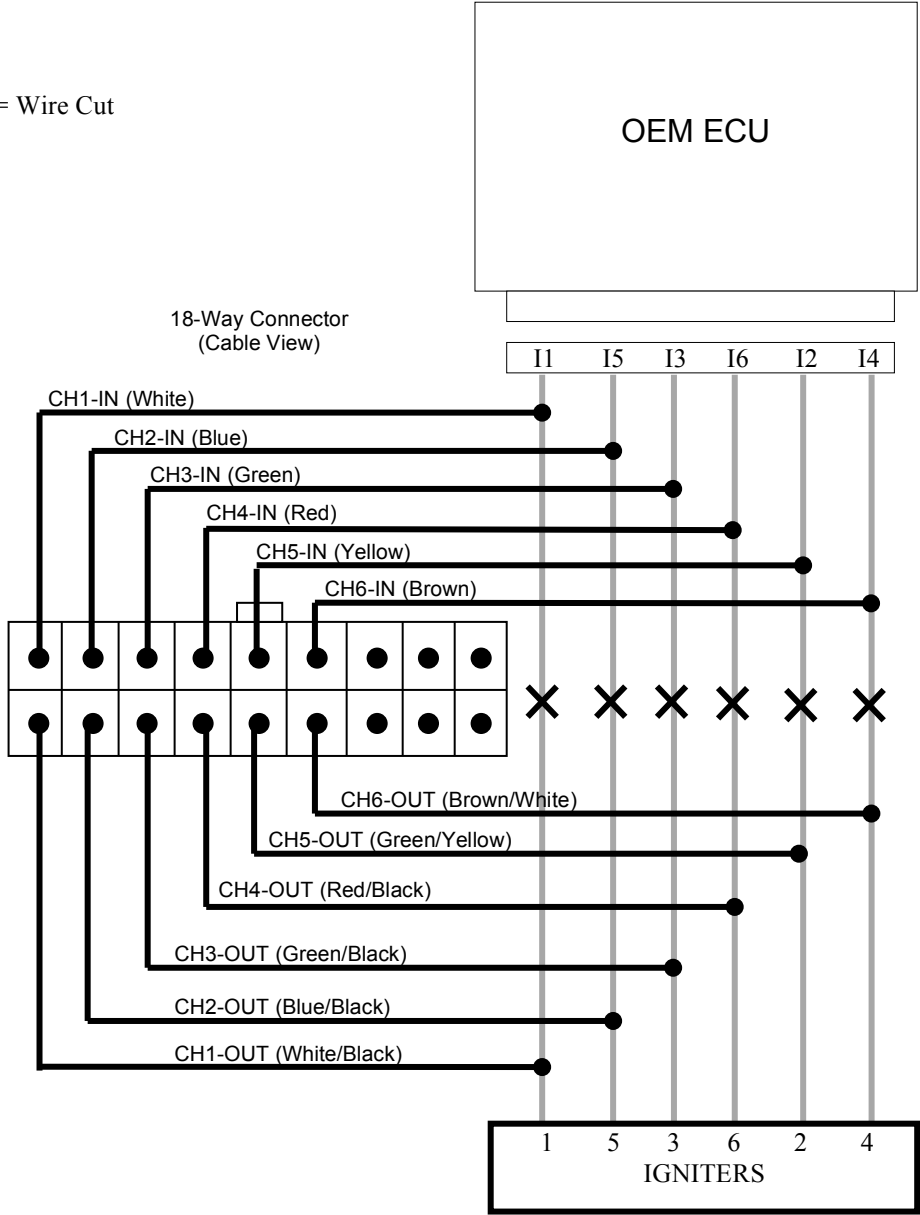 = Wire Cut
OEM ECU
18-Way Connector
(Cable View)
I1 I5 I3 I6 I2 I4
CH1-IN (White)
CH2-IN (Blue)
CH3-IN (Green)
CH4-IN (Red)
CH5-IN (Yellow)
CH6-IN (Brown)
CH6-OUT (Brown/White)
CH5-OUT (Green/Yellow)
CH4-OUT (Red/Black)
CH3-OUT (Green/Black)
CH2-OUT (Blue/Black)
CH1-OUT (White/Black)
1 5 3 6 2 4
IGNITERS